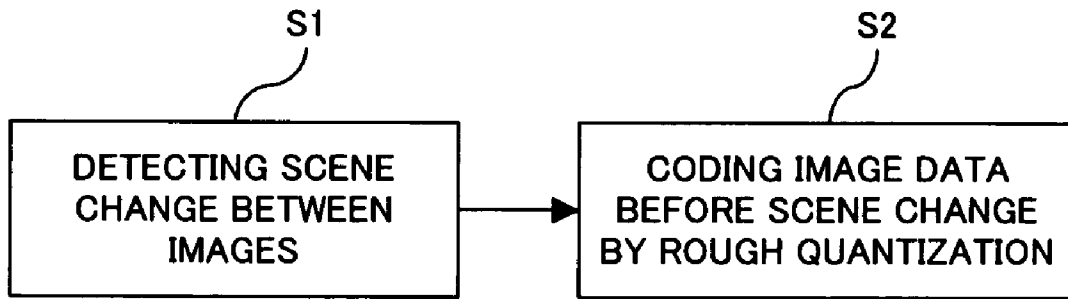 S1
S2
DETECTING SCENE
CHANGE BETWEEN
IMAGES
CODING IMAGE DATA
BEFORE SCENE CHANGE
BY ROUGH QUANTIZATION